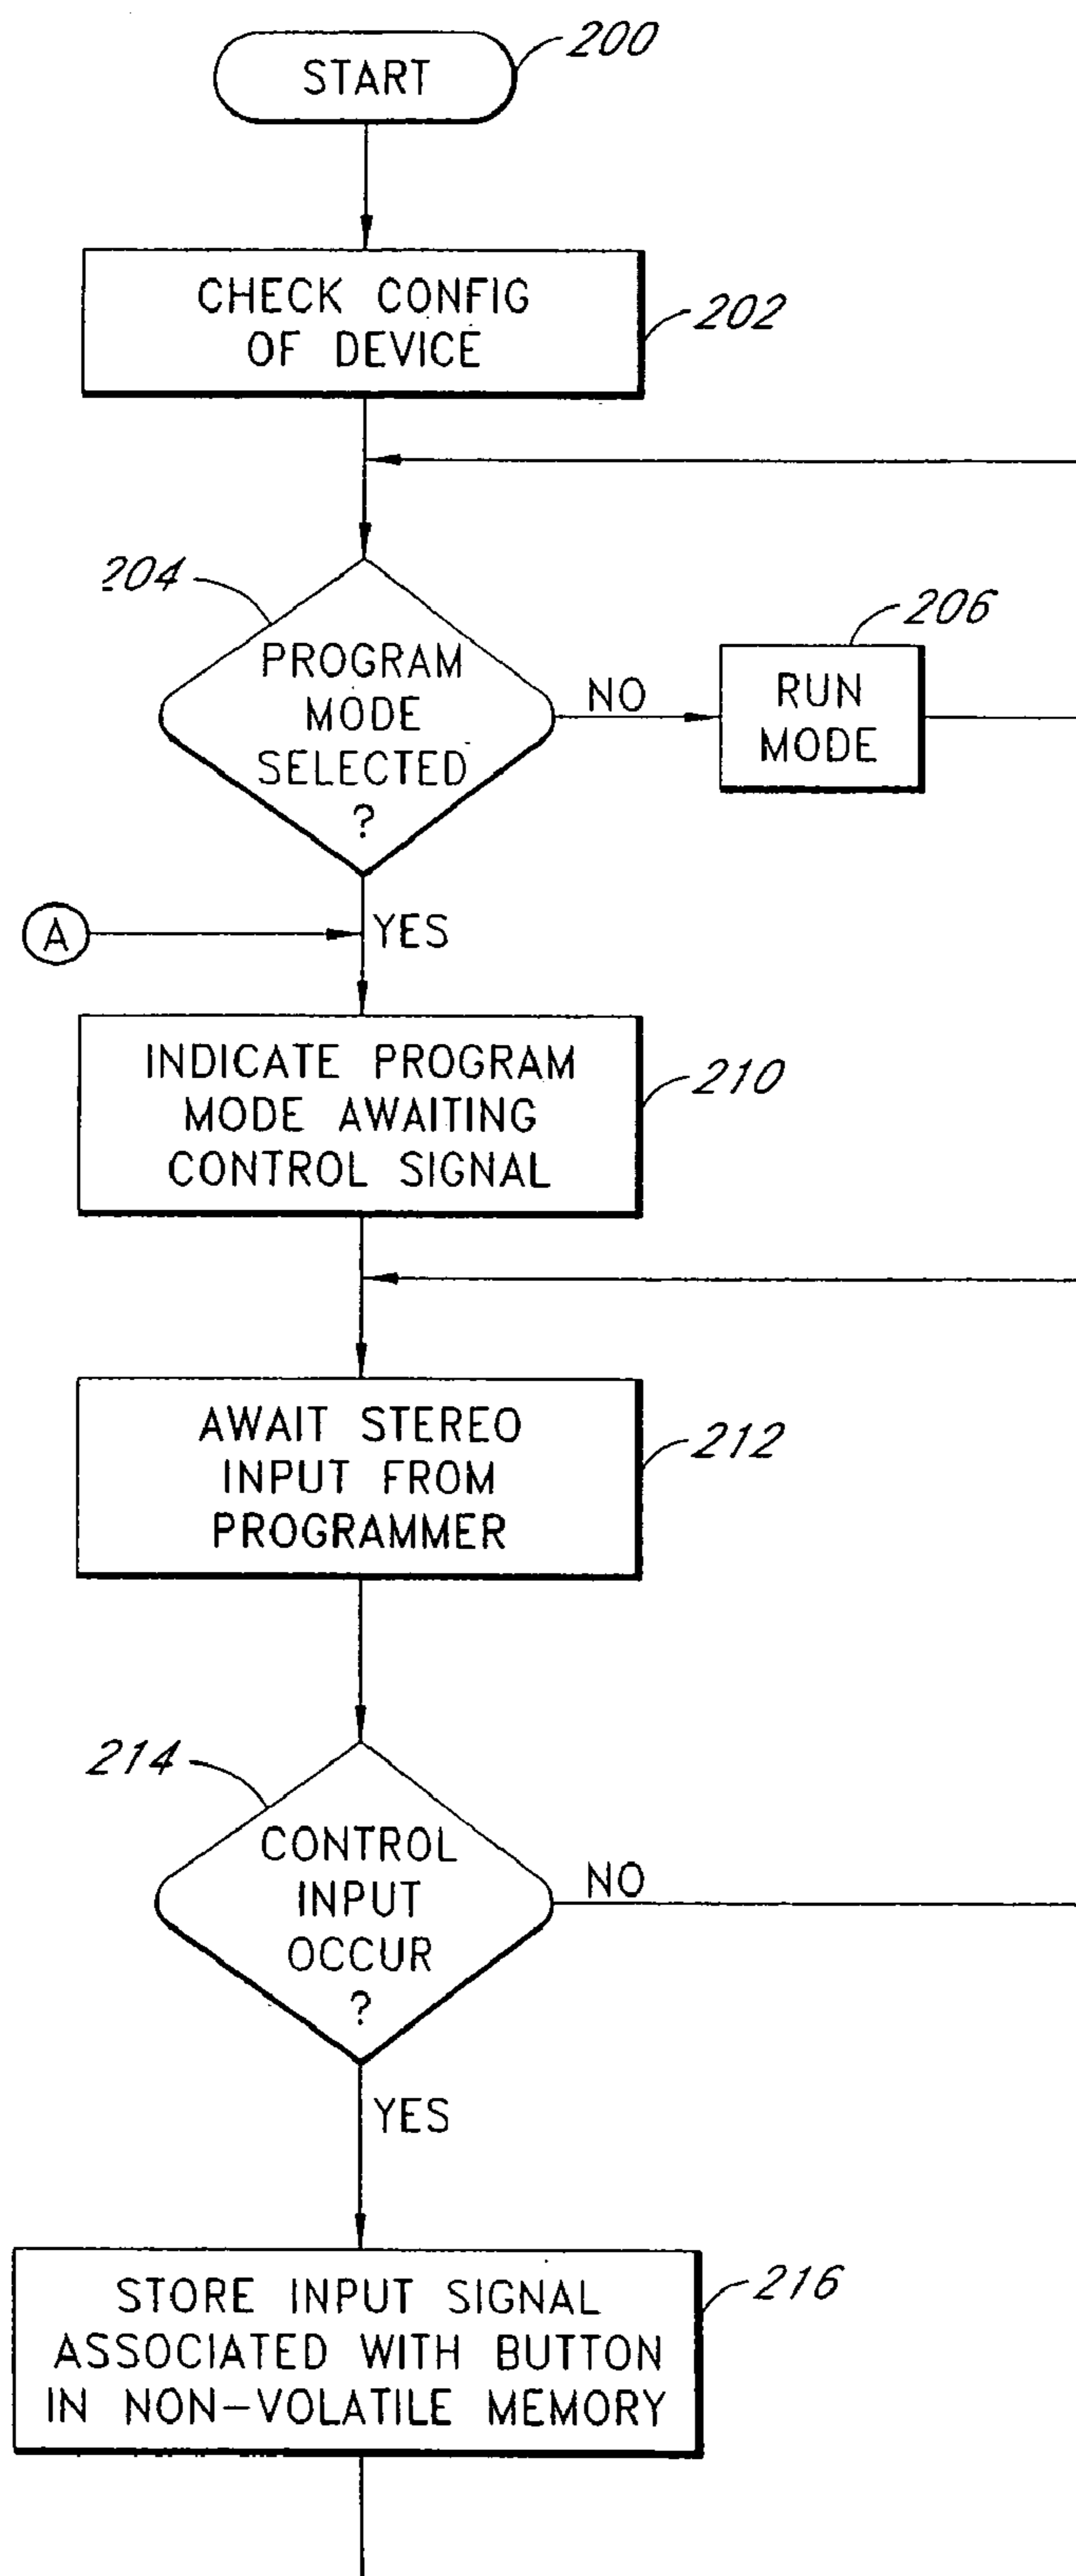 START
200
CHECK CONFIG
OF DEVICE
202
204
PROGRAM
MODE
SELECTED
?
NO
206
RUN
MODE
A
YES
INDICATE PROGRAM
MODE AWAITING
CONTROL SIGNAL
210
AWAIT STEREO
INPUT FROM
PROGRAMMER
212
214
CONTROL
INPUT
OCCUR
?
NO
YES
STORE INPUT SIGNAL
ASSOCIATED WITH BUTTON
IN NON-VOLATILE MEMORY
216